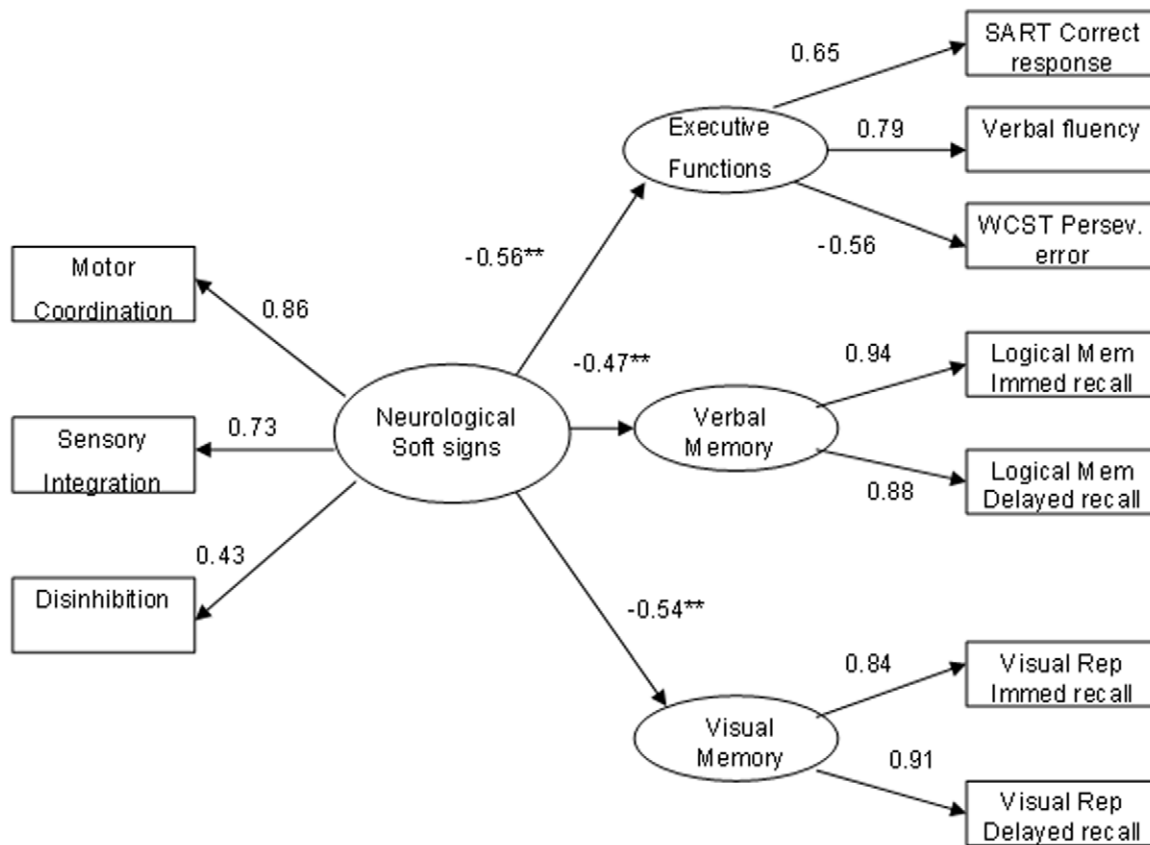 SART Correct
response
0.65
Executive
Functions
0.79
Verbal fluency
WCST Persev.
error
-0.56
-0.56**
Motor
Coordination
0.86
Neurological
Soft signs
-0.47**
Verbal
Memory
0.94
Logical Mem
Immed recall
Sensory
Integration
0.73
0.88
Logical Mem
Delayed recall
Disinhibition
0.43
-0.54**
Visual
Memory
0.84
Visual Rep
Immed recall
0.91
Visual Rep
Delayed recall